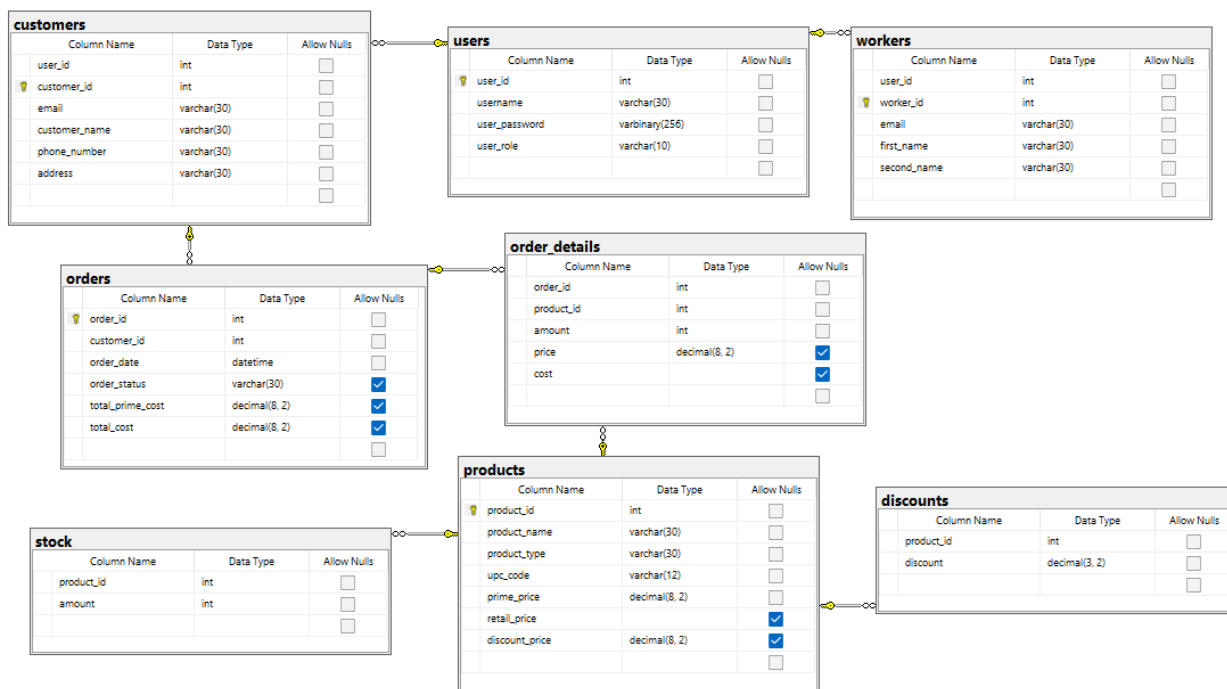 customers
Column Name Data Type Allow Nulls
user_id int
customer_id int
email varchar(30)
customer_name varchar(30)
phone_number varchar(30)
address varchar(30)
users
Column Name Data Type Allow Nulls
user_id int
username varchar(30)
user_password varbinary(256)
user_role varchar(10)
workers
Column Name Data Type Allow Nulls
user_id int
worker_id int
email varchar(30)
first_name varchar(30)
second_name varchar(30)
orders
Column Name Data Type Allow Nulls
order_id int
customer_id int
order_date datetime
order_status varchar(30)
total_prime_cost decimal(8, 2)
total_cost decimal(8, 2)
order_details
Column Name Data Type Allow Nulls
order_id int
product_id int
amount int
price decimal(8, 2)
cost
stock
Column Name Data Type Allow Nulls
product_id int
amount int
products
Column Name Data Type Allow Nulls
product_id int
product_name varchar(30)
product_type varchar(30)
upc_code varchar(12)
prime_price decimal(8, 2)
retail_price
discount_price decimal(8, 2)
discounts
Column Name Data Type Allow Nulls
product_id int
discount decimal(3, 2)